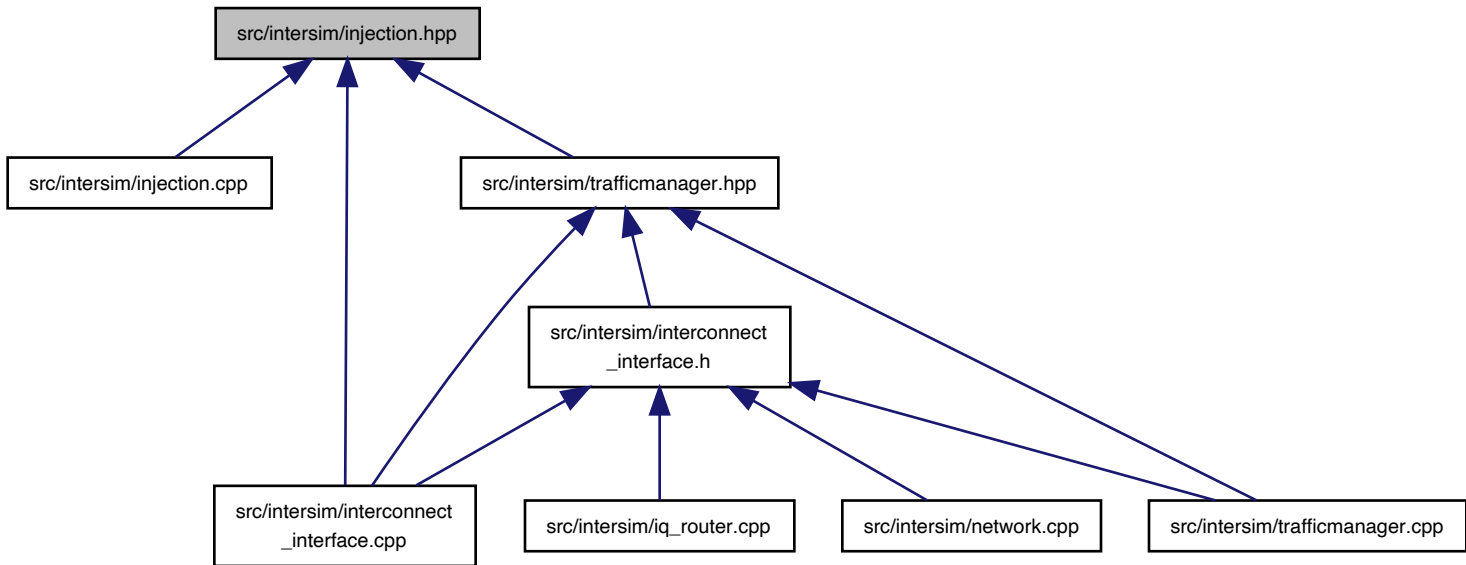 src/intersim/injection.hpp
src/intersim/injection.cpp
src/intersim/trafficmanager.hpp
src/intersim/interconnect
_interface.h
src/intersim/interconnect
_interface.cpp
src/intersim/iq_router.cpp
src/intersim/network.cpp
src/intersim/trafficmanager.cpp